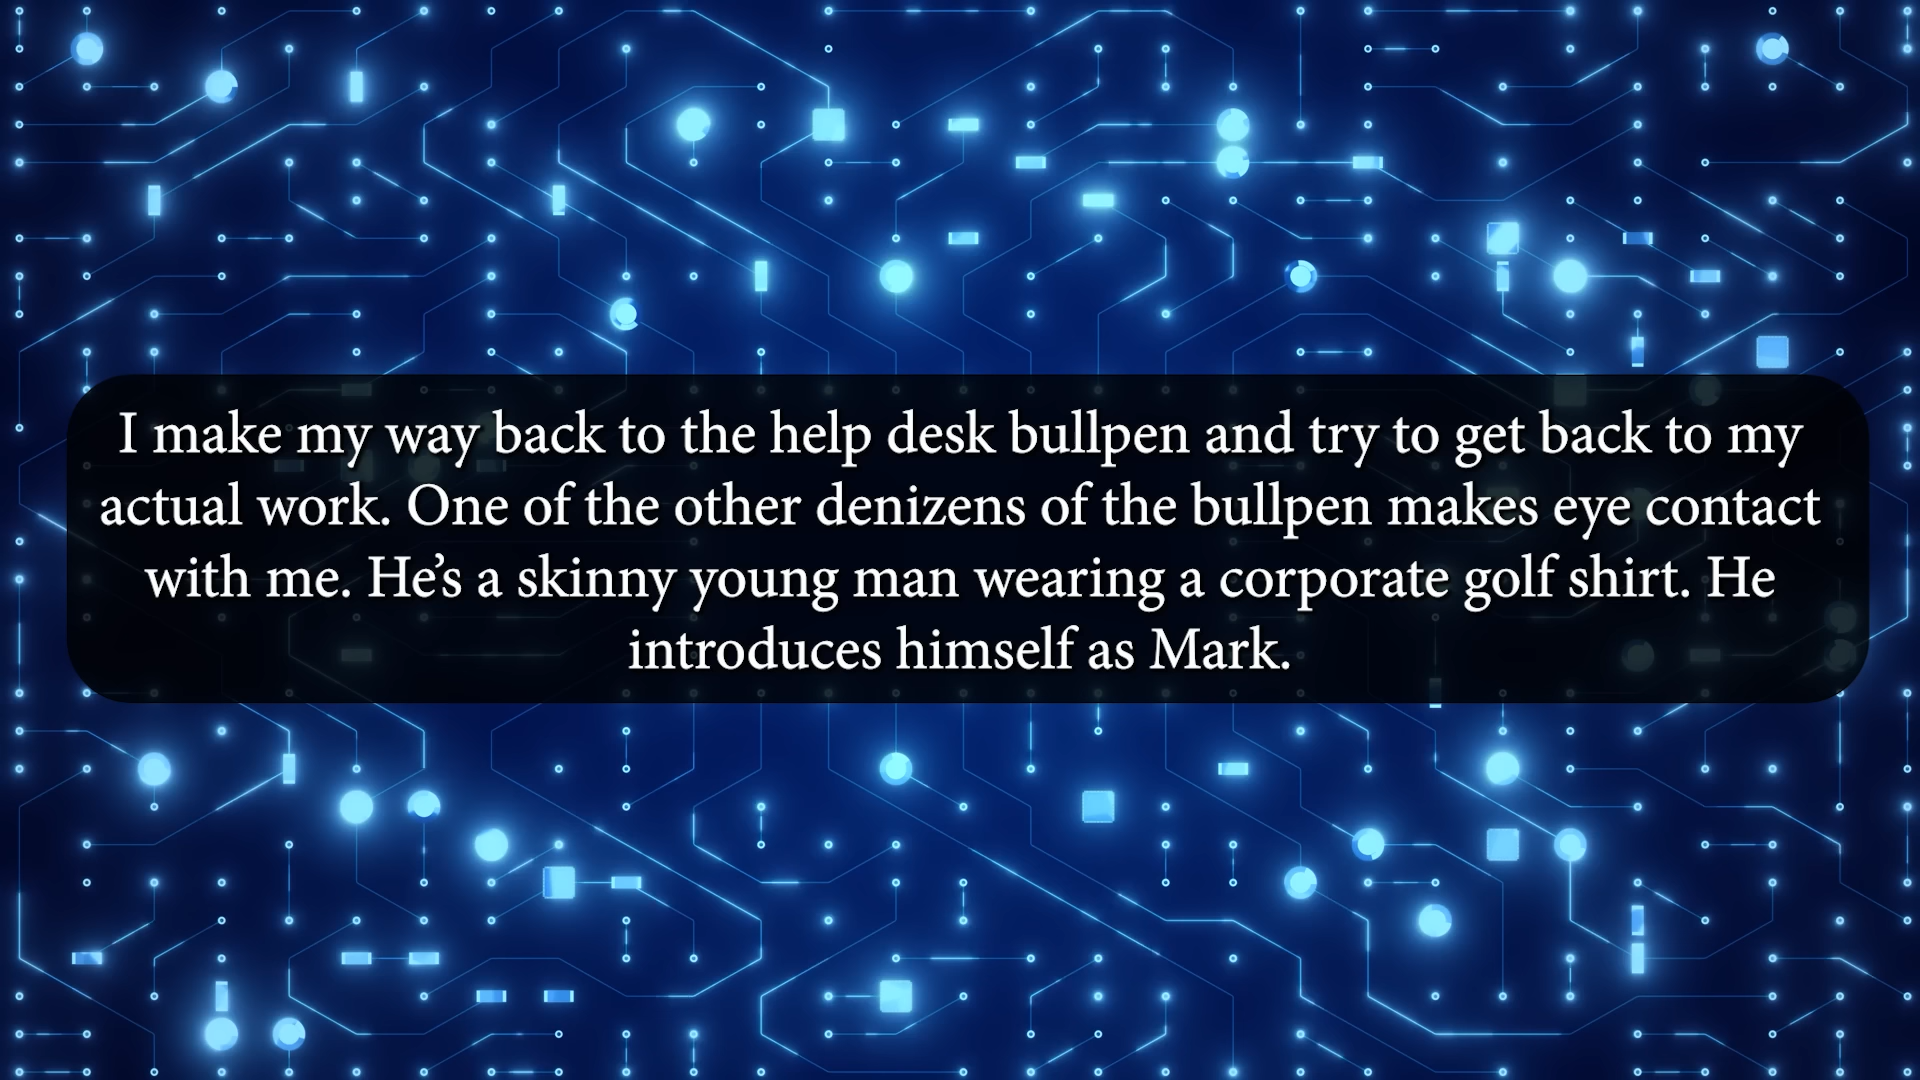 I make my way back to the help desk bullpen and try to get back to my
actual work. One of the other denizens of the bullpen makes eye contact
with me. He’s a skinny young man wearing a corporate golf shirt. He
introduces himself as Mark.